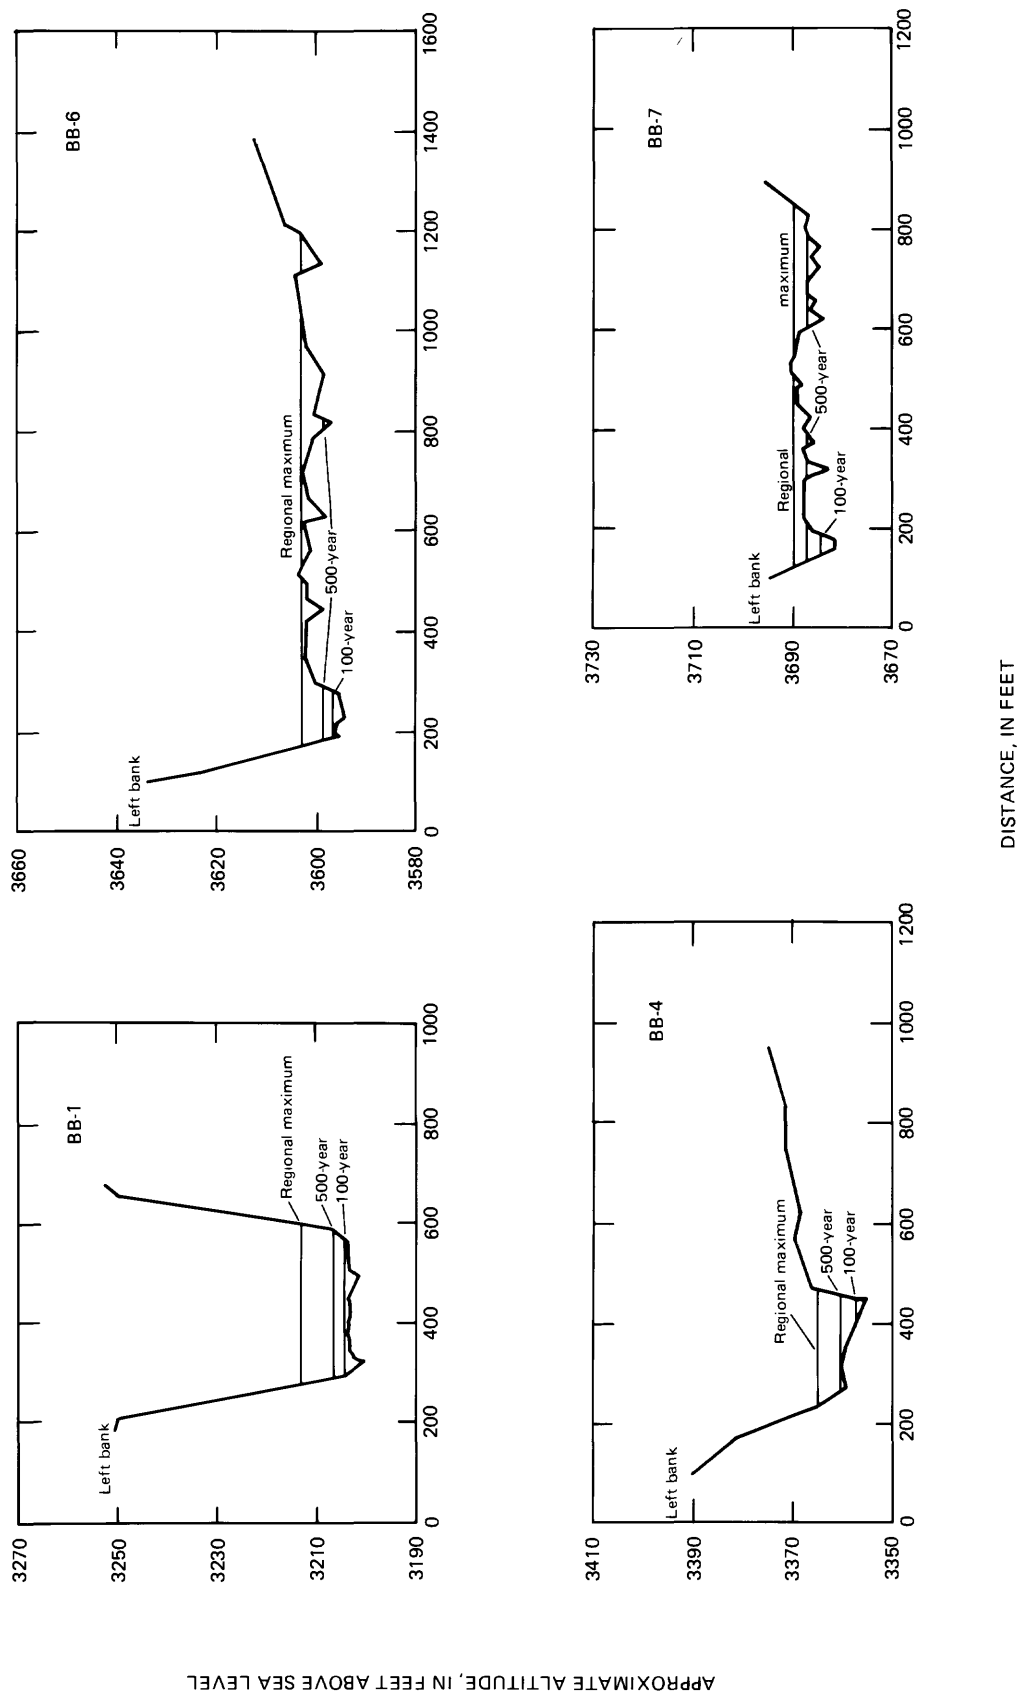 APPROXIMATE ALTITUDE, IN FEET ABOVE SEA LEVEL
3270
3250
3230
3210
3190
BB-1
Left bank
Regional maximum
500-year
100-year
0
200
400
600
800
1000
3660
3640
3620
3600
3580
BB-6
Left bank
Regional maximum
500-year
100-year
0
200
400
600
800
1000
1200
1400
1600
3410
3390
3370
3350
BB-4
Left bank
Regional maximum
500-year
100-year
0
200
400
600
800
1000
1200
3730
3710
3690
3670
BB-7
Left bank
Regional maximum
500-year
100-year
0
200
400
600
800
1000
1200
DISTANCE, IN FEET